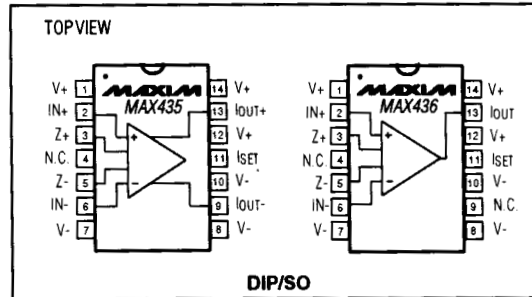 TOP VIEW
MAXIM
MAX435
V+ 1
IN+ 2
Z+ 3
N.C. 4
Z- 5
IN- 6
V- 7
14 V+
13 IOUT+
12 V+
11 ISET
10 V-
9 IOUT-
8 V-
+
-
MAXIM
MAX436
V+ 1
IN+ 2
Z+ 3
N.C. 4
Z- 5
IN- 6
V- 7
14 V+
13 IOUT
12 V+
11 ISET
10 V-
9 N.C.
8 V-
+
-
DIP/SO